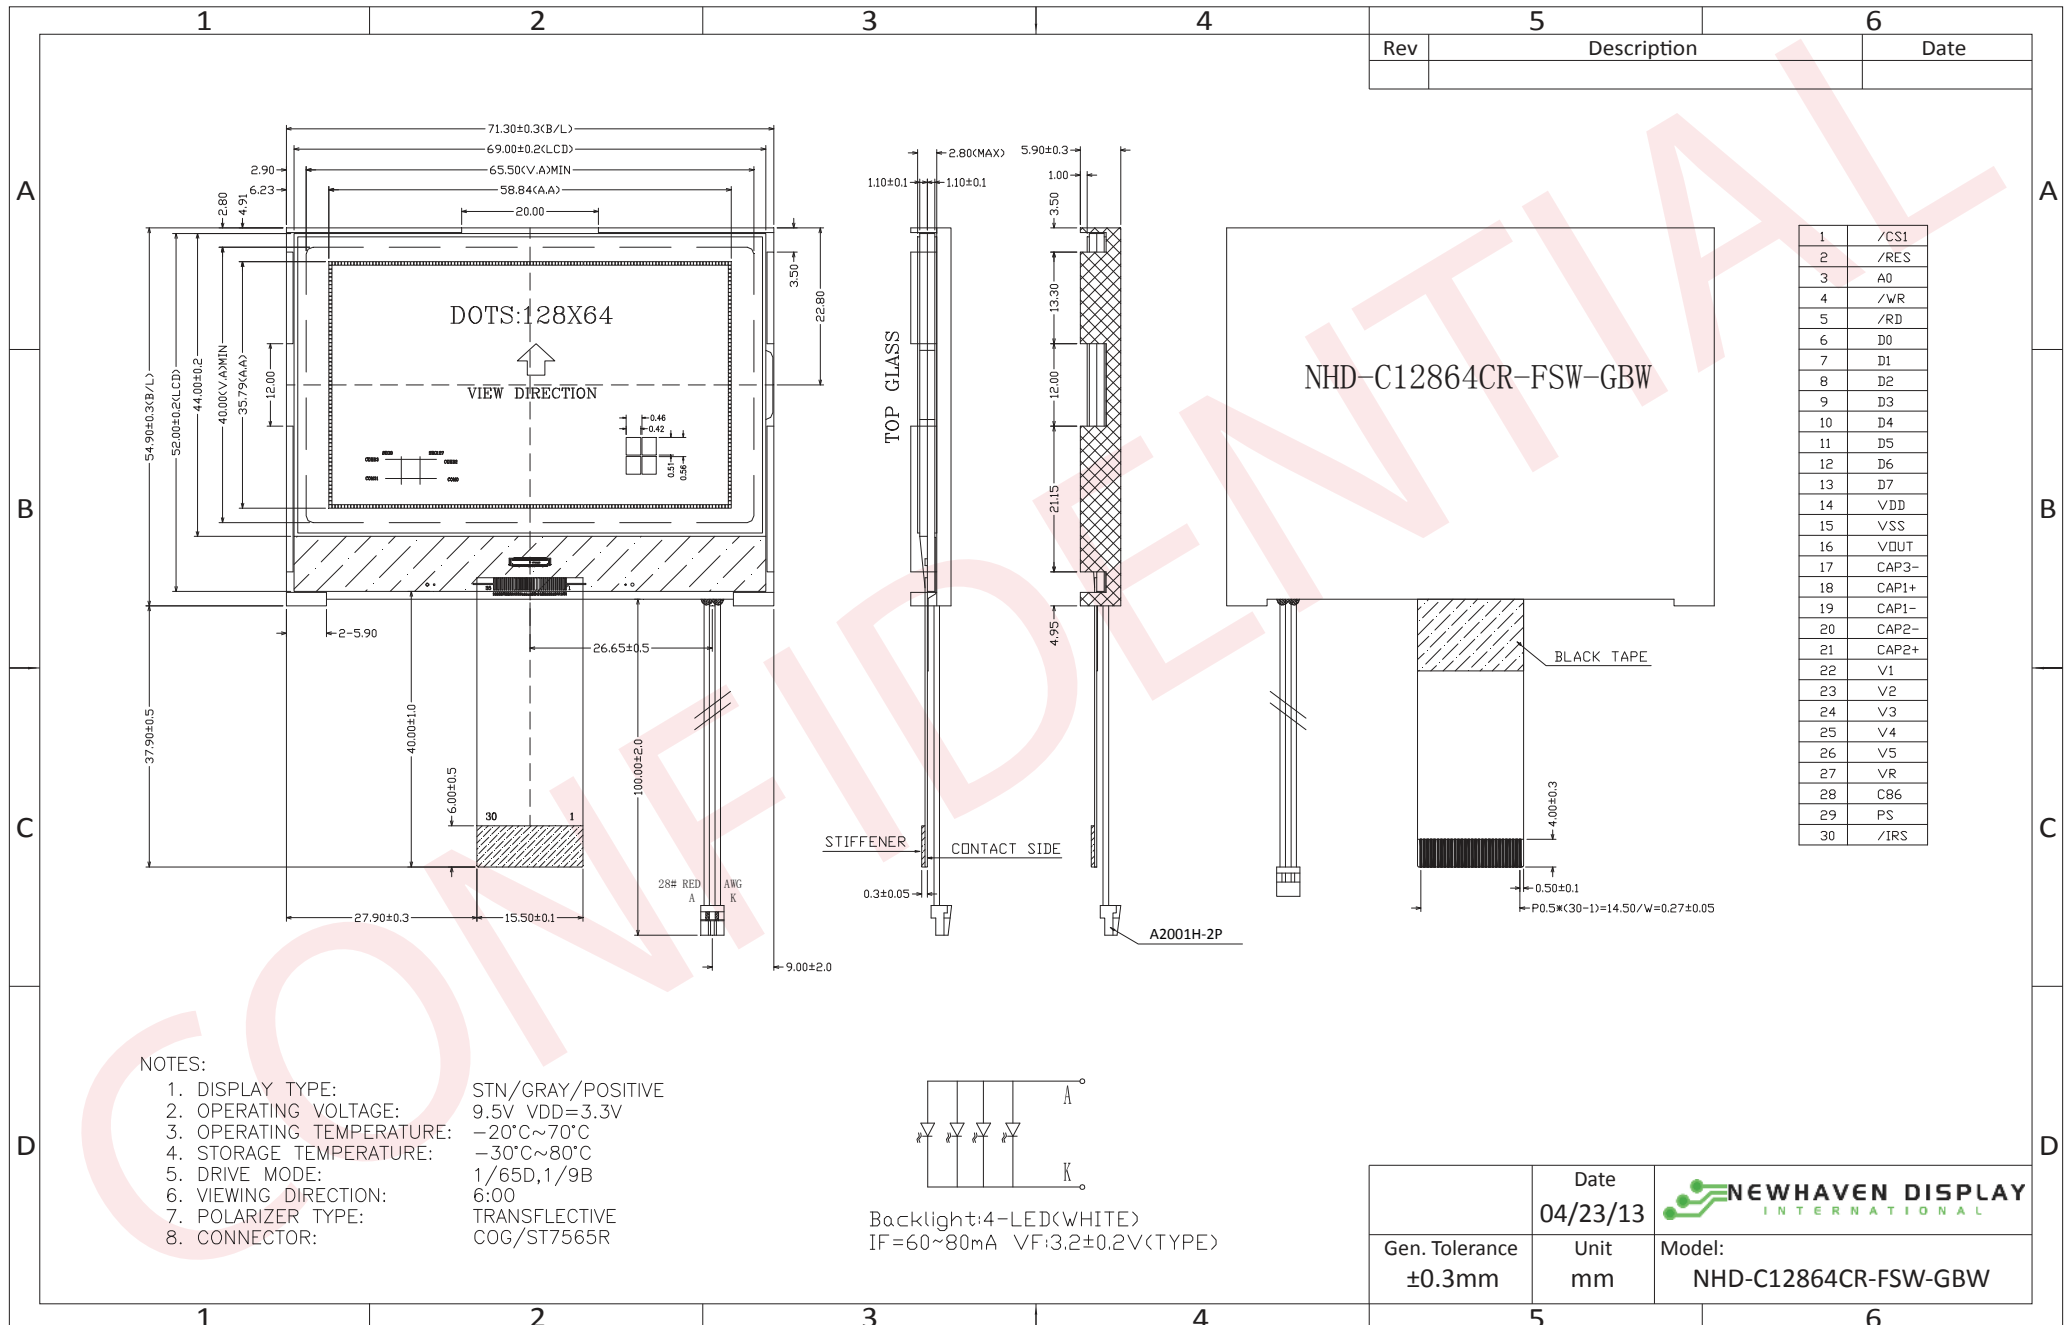 1 2 3 4 5 6
Rev Description Date
A
B
C
D
A
B
C
D
CONFIDENTIAL
71.30±0.3(B/L)
69.00±0.2(LCD)
2.90
65.50(V.A)MIN
6.23
58.84(A.A)
20.00
2.80
4.91
54.90±0.3(B/L)
52.00±0.2(LCD)
44.00±0.2
40.00(V.A)MIN
35.79(A.A)
12.00
3.50
22.80
DOTS:128X64
VIEW DIRECTION
0.46
0.42
0.51
0.56
30 1
2-5.90
26.65±0.5
37.90±0.5
40.00±1.0
6.00±0.5
100.00±2.0
28# RED AWG
A K
27.90±0.3
15.50±0.1
9.00±2.0
2.80(MAX)
1.10±0.1
1.10±0.1
TOP GLASS
STIFFENER
CONTACT SIDE
0.3±0.05
5.90±0.3
1.00
3.50
13.30
12.00
21.15
4.95
A2001H-2P
NHD-C12864CR-FSW-GBW
BLACK TAPE
4.00±0.3
0.50±0.1
P0.5*(30-1)=14.50/W=0.27±0.05
1 /CS1
2 /RES
3 A0
4 /WR
5 /RD
6 D0
7 D1
8 D2
9 D3
10 D4
11 D5
12 D6
13 D7
14 VDD
15 VSS
16 VOUT
17 CAP3-
18 CAP1+
19 CAP1-
20 CAP2-
21 CAP2+
22 V1
23 V2
24 V3
25 V4
26 V5
27 VR
28 C86
29 PS
30 /IRS
NOTES:
1. DISPLAY TYPE: STN/GRAY/POSITIVE
2. OPERATING VOLTAGE: 9.5V VDD=3.3V
3. OPERATING TEMPERATURE: -20°C~70°C
4. STORAGE TEMPERATURE: -30°C~80°C
5. DRIVE MODE: 1/65D,1/9B
6. VIEWING DIRECTION: 6:00
7. POLARIZER TYPE: TRANSFLECTIVE
8. CONNECTOR: COG/ST7565R
A
K
Backlight:4-LED(WHITE)
IF=60~80mA VF:3.2±0.2V(TYPE)
Date
04/23/13
NEWHAVEN DISPLAY
INTERNATIONAL
Gen. Tolerance
±0.3mm
Unit
mm
Model:
NHD-C12864CR-FSW-GBW
1 2 3 4 5 6